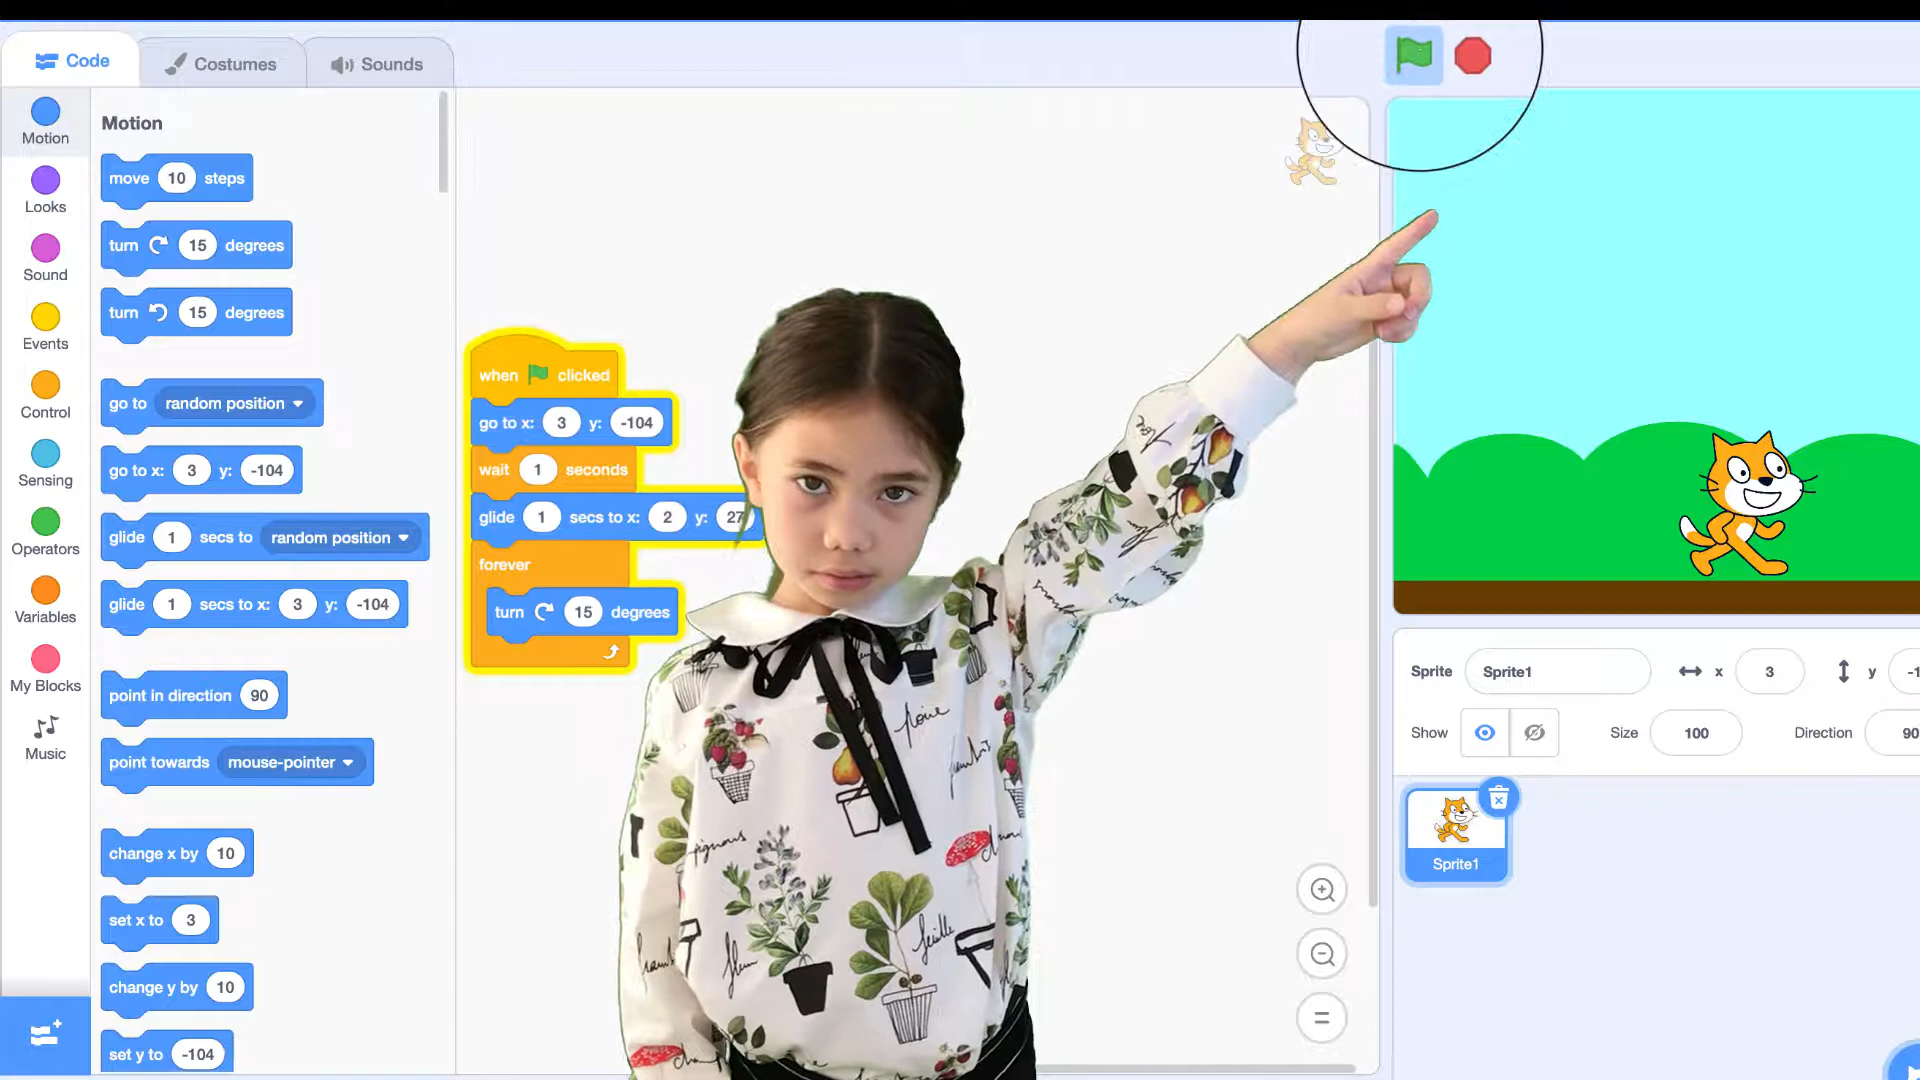 Code
Costumes
Sounds
Motion
Looks
Sound
Events
Control
Sensing
Operators
Variables
My Blocks
Music
Motion
move 10 steps
turn 15 degrees
turn 15 degrees
go to random position
go to x: 3 y: -104
glide 1 secs to random position
glide 1 secs to x: 3 y: -104
point in direction 90
point towards mouse-pointer
change x by 10
set x to 3
change y by 10
set y to -104
when clicked
go to x: 3 y: -104
wait 1 seconds
glide 1 secs to x: 2 y: 27
forever
turn 15 degrees
poire
feuille
fleur
Sprite Sprite1 x 3 y
Show Size 100 Direction 90
Sprite1